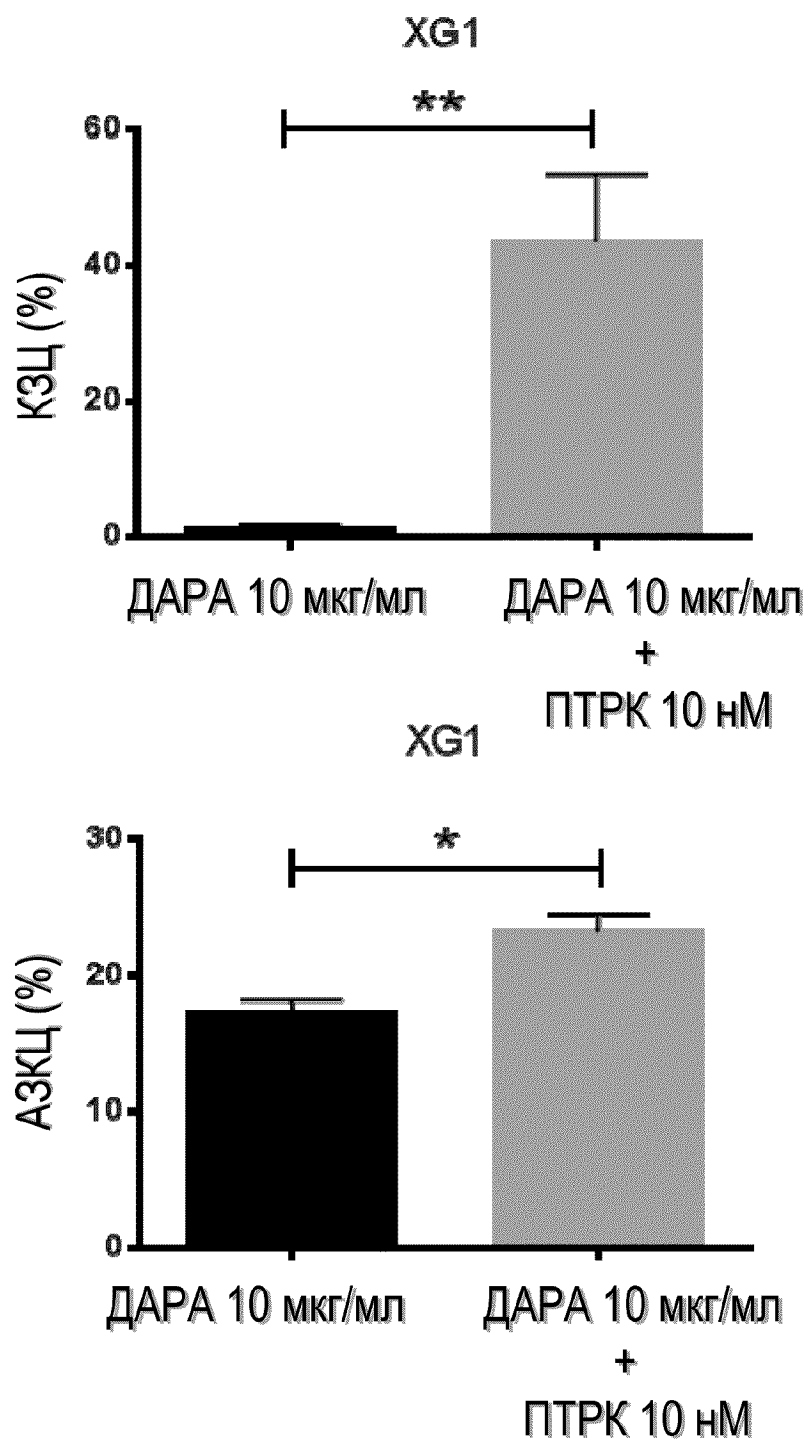 XG1
**
60
40
20
0
КЗЦ (%)
ДАРА 10 мкг/мл
ДАРА 10 мкг/мл
+
ПТРК 10 нМ
XG1
*
30
20
10
0
АЗКЦ (%)
ДАРА 10 мкг/мл
ДАРА 10 мкг/мл
+
ПТРК 10 нМ